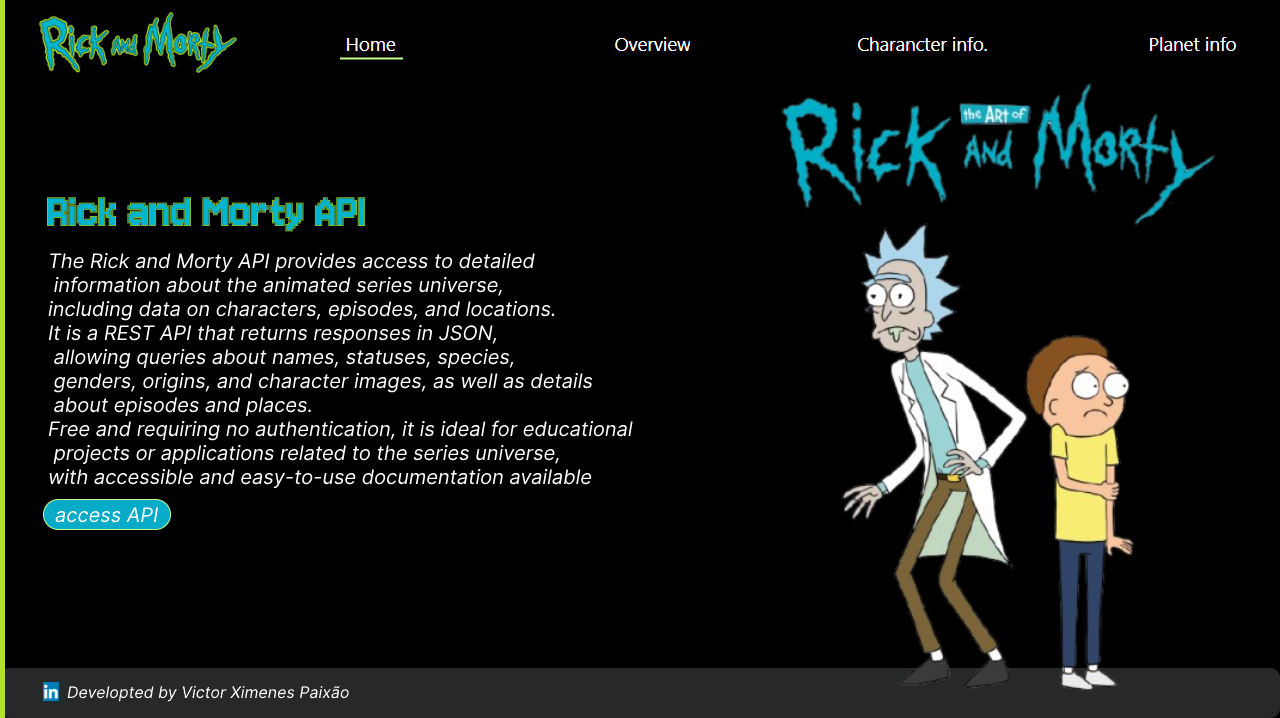 Rick and Morty
Home
Overview
Charancter info.
Planet info
Rick the ART of AND Morty
Rick and Morty API
The Rick and Morty API provides access to detailed
information about the animated series universe,
including data on characters, episodes, and locations.
It is a REST API that returns responses in JSON,
allowing queries about names, statuses, species,
genders, origins, and character images, as well as details
about episodes and places.
Free and requiring no authentication, it is ideal for educational
projects or applications related to the series universe,
with accessible and easy-to-use documentation available
access API
in Developted by Victor Ximenes Paixão